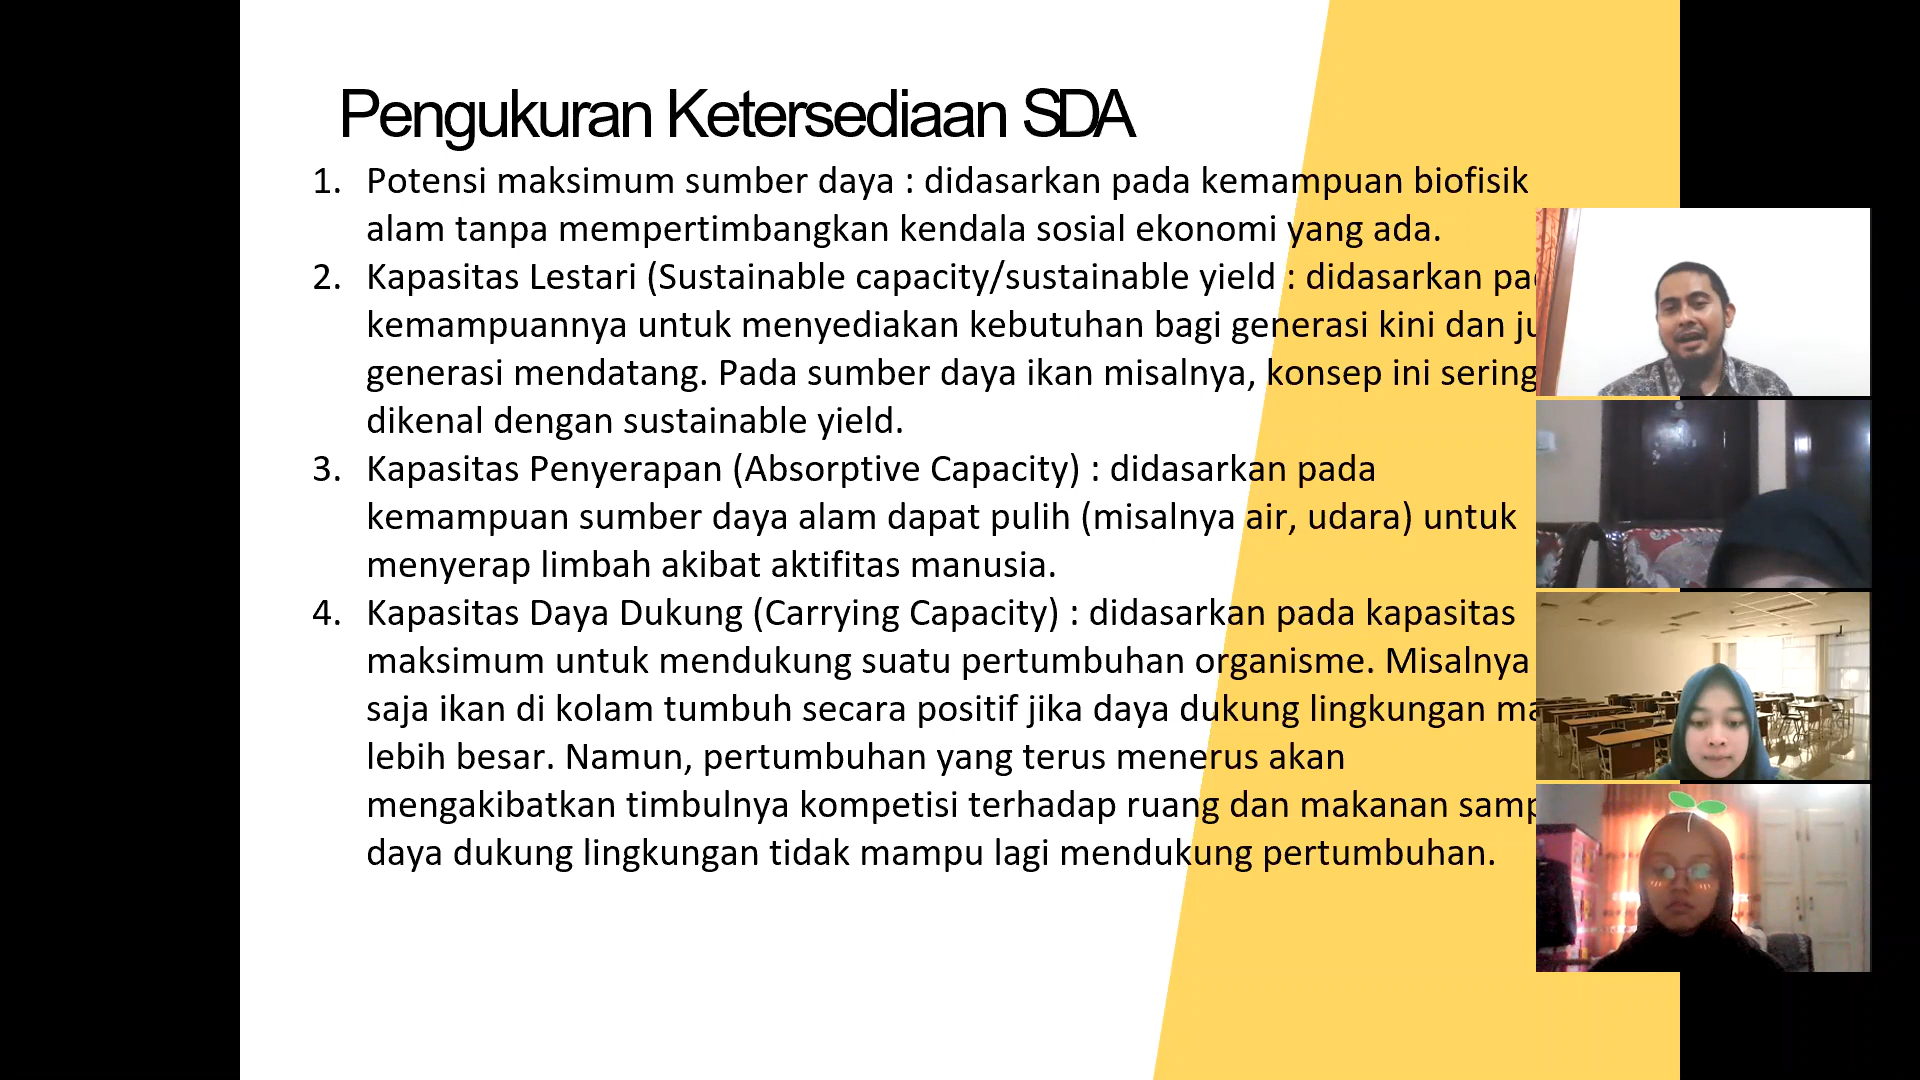 Pengukuran Ketersediaan SDA
1. Potensi maksimum sumber daya : didasarkan pada kemampuan biofisik
alam tanpa mempertimbangkan kendala sosial ekonomi yang ada.
2. Kapasitas Lestari (Sustainable capacity/sustainable yield : didasarkan
kemampuannya untuk menyediakan kebutuhan bagi generasi kini dan
generasi mendatang. Pada sumber daya ikan misalnya, konsep ini sering
dikenal dengan sustainable yield.
3. Kapasitas Penyerapan (Absorptive Capacity) : didasarkan pada
kemampuan sumber daya alam dapat pulih (misalnya air, udara) untuk
menyerap limbah akibat aktifitas manusia.
4. Kapasitas Daya Dukung (Carrying Capacity) : didasarkan pada kapasitas
maksimum untuk mendukung suatu pertumbuhan organisme. Misalnya
saja ikan di kolam tumbuh secara positif jika daya dukung lingkungan
lebih besar. Namun, pertumbuhan yang terus menerus akan
mengakibatkan timbulnya kompetisi terhadap ruang dan makanan
daya dukung lingkungan tidak mampu lagi mendukung pertumbuhan.